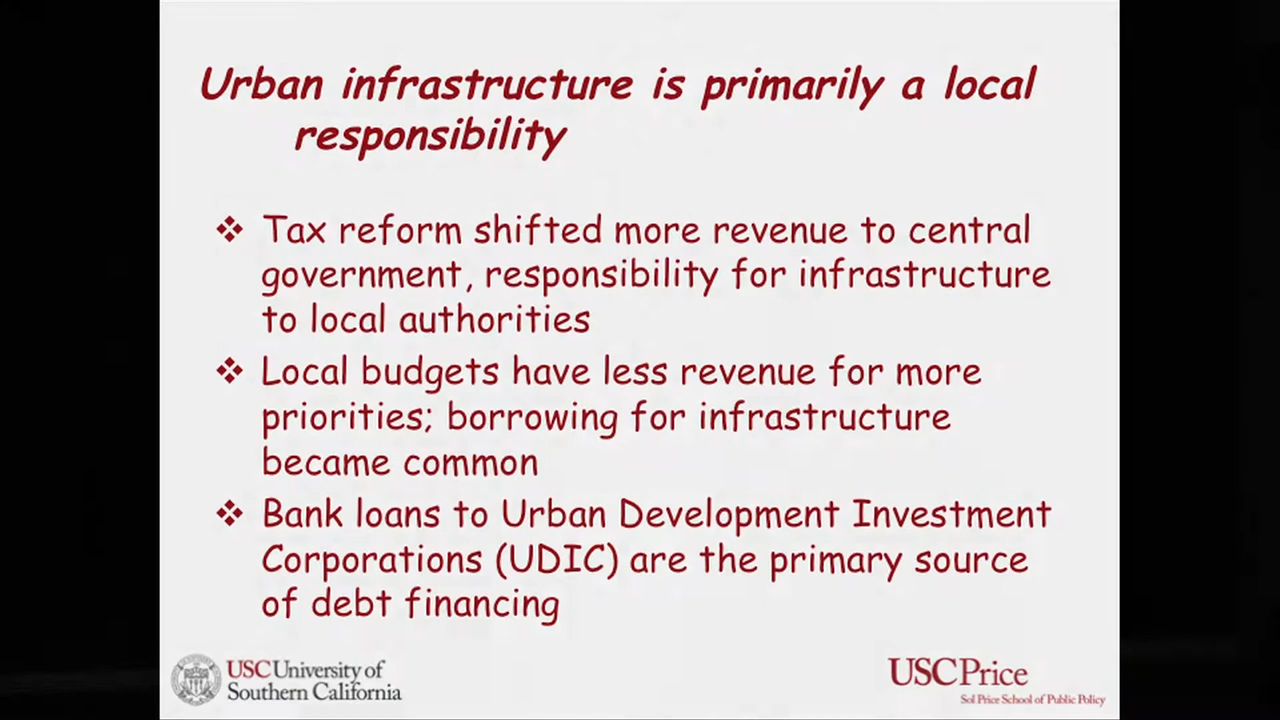 Urban infrastructure is primarily a local
responsibility
❖ Tax reform shifted more revenue to central
government, responsibility for infrastructure
to local authorities
❖ Local budgets have less revenue for more
priorities; borrowing for infrastructure
became common
❖ Bank loans to Urban Development Investment
Corporations (UDIC) are the primary source
of debt financing
USC University of
Southern California
USC Price
Sol Price School of Public Policy